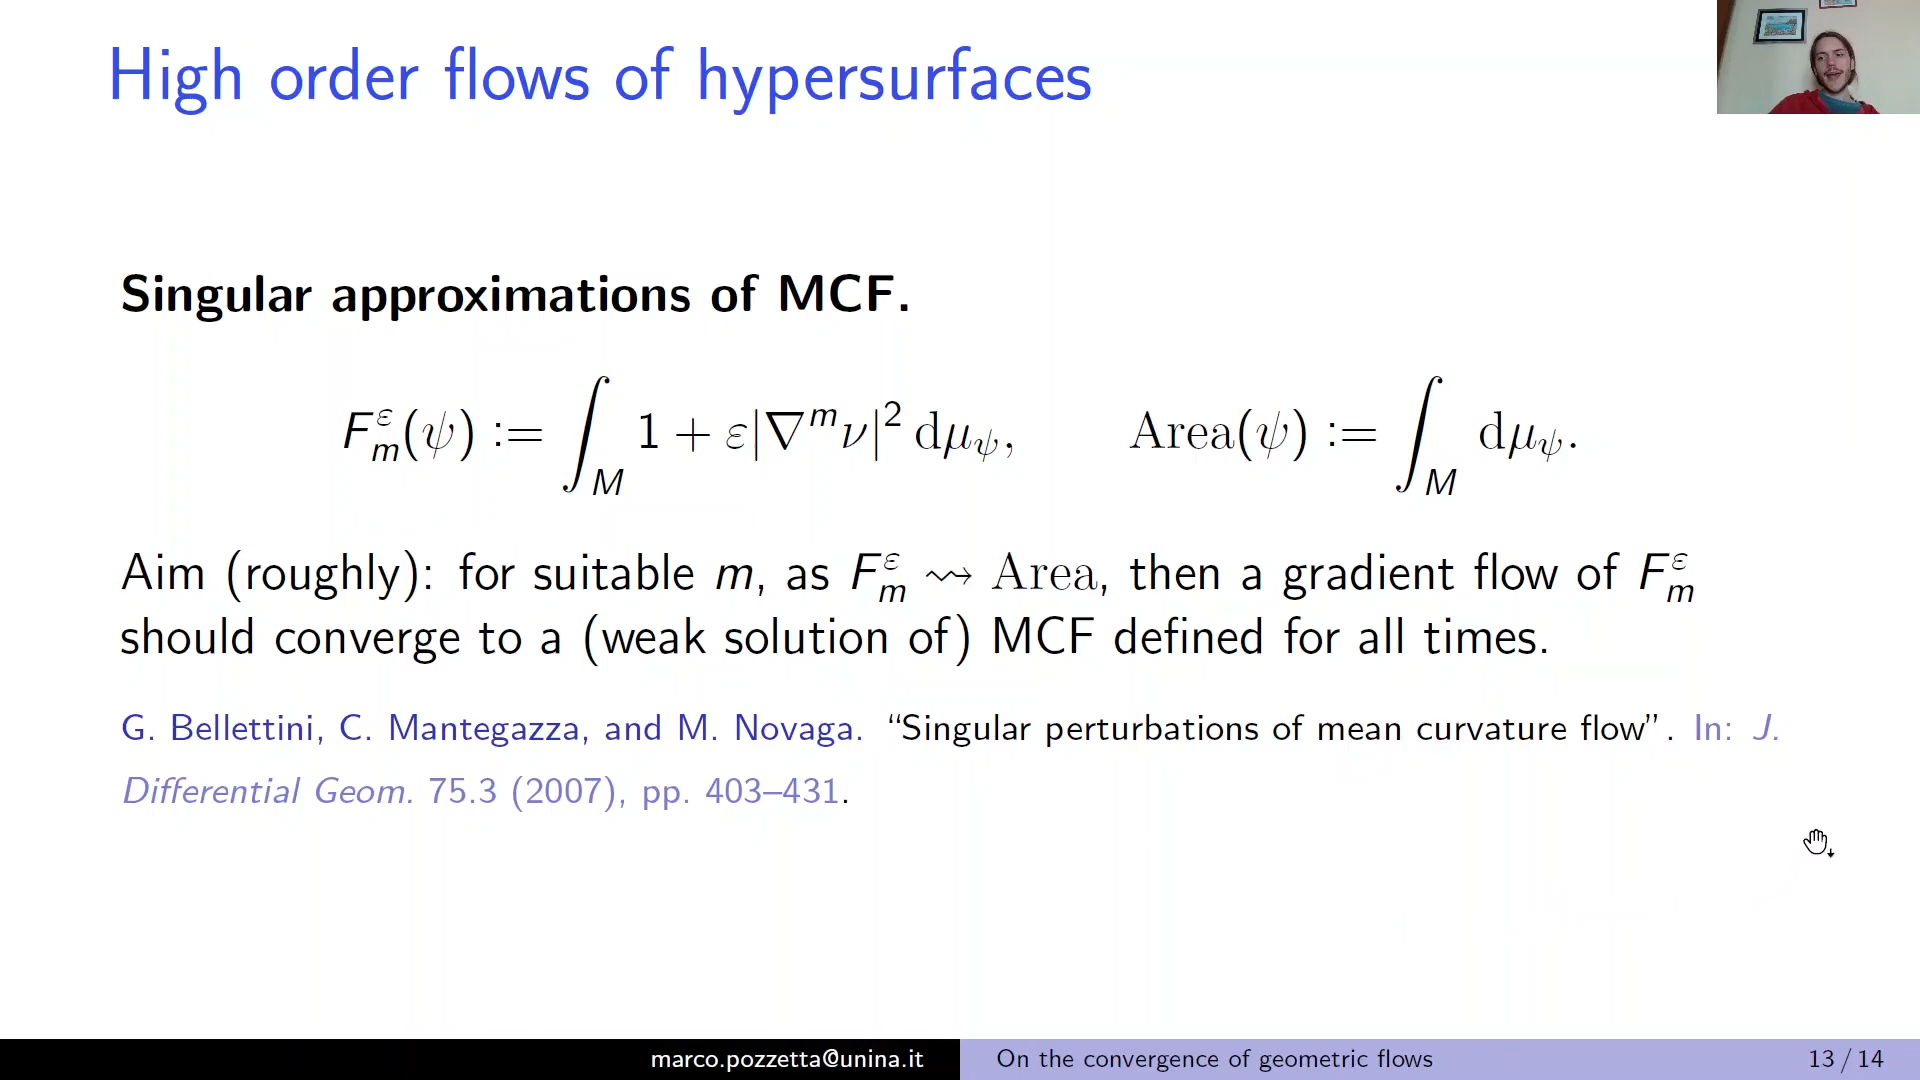 High order flows of hypersurfaces
Singular approximations of MCF.
F_m^ε(ψ) := ∫_M 1 + ε|∇^m ν|^2 dμ_ψ, Area(ψ) := ∫_M dμ_ψ.
Aim (roughly): for suitable m, as F_m^ε ⇝ Area, then a gradient flow of F_m^ε
should converge to a (weak solution of) MCF defined for all times.
G. Bellettini, C. Mantegazza, and M. Novaga. “Singular perturbations of mean curvature flow”. In: J.
Differential Geom. 75.3 (2007), pp. 403–431.
marco.pozzetta@unina.it On the convergence of geometric flows 13 / 14